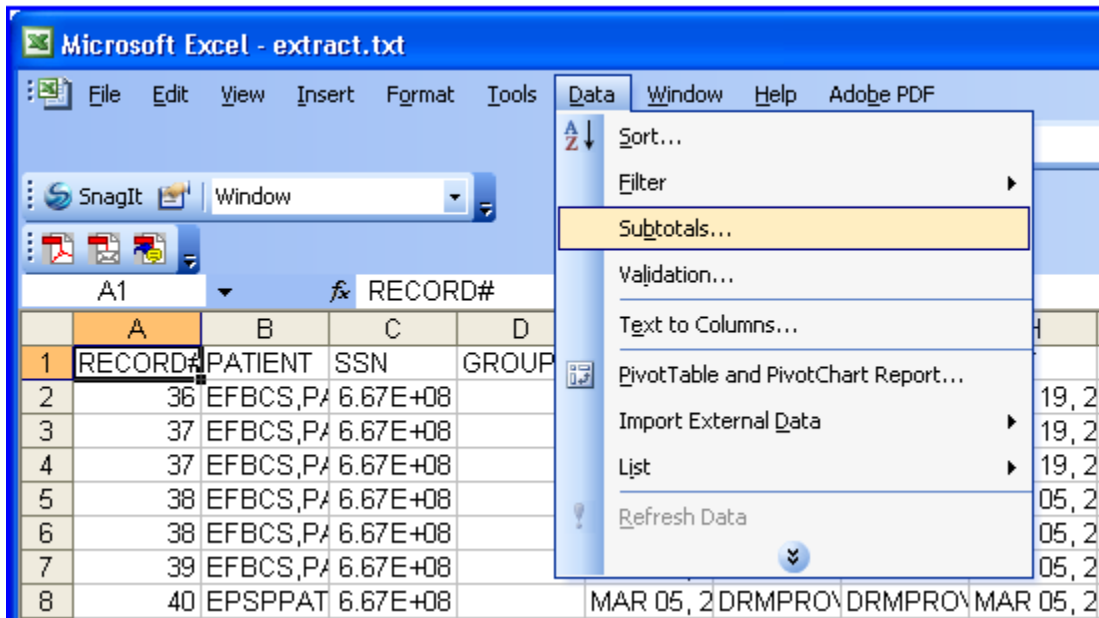 Microsoft Excel - extract.txt
File Edit View Insert Format Tools Data Window Help Adobe PDF
Sort...
Filter
SnagIt Window
Subtotals...
Validation...
A1 fx RECORD#
Text to Columns...
A B C D H
1 RECORD# PATIENT SSN GROUP
PivotTable and PivotChart Report...
2 36 EFBCS,PA 6.67E+08 19, 2
Import External Data
3 37 EFBCS,PA 6.67E+08 19, 2
4 37 EFBCS,PA 6.67E+08 19, 2
List
5 38 EFBCS,PA 6.67E+08 05, 2
Refresh Data
6 38 EFBCS,PA 6.67E+08 05, 2
7 39 EFBCS,PA 6.67E+08 05, 2
8 40 EPSPPAT 6.67E+08 MAR 05, 2 DRMPROV DRMPROV MAR 05, 2